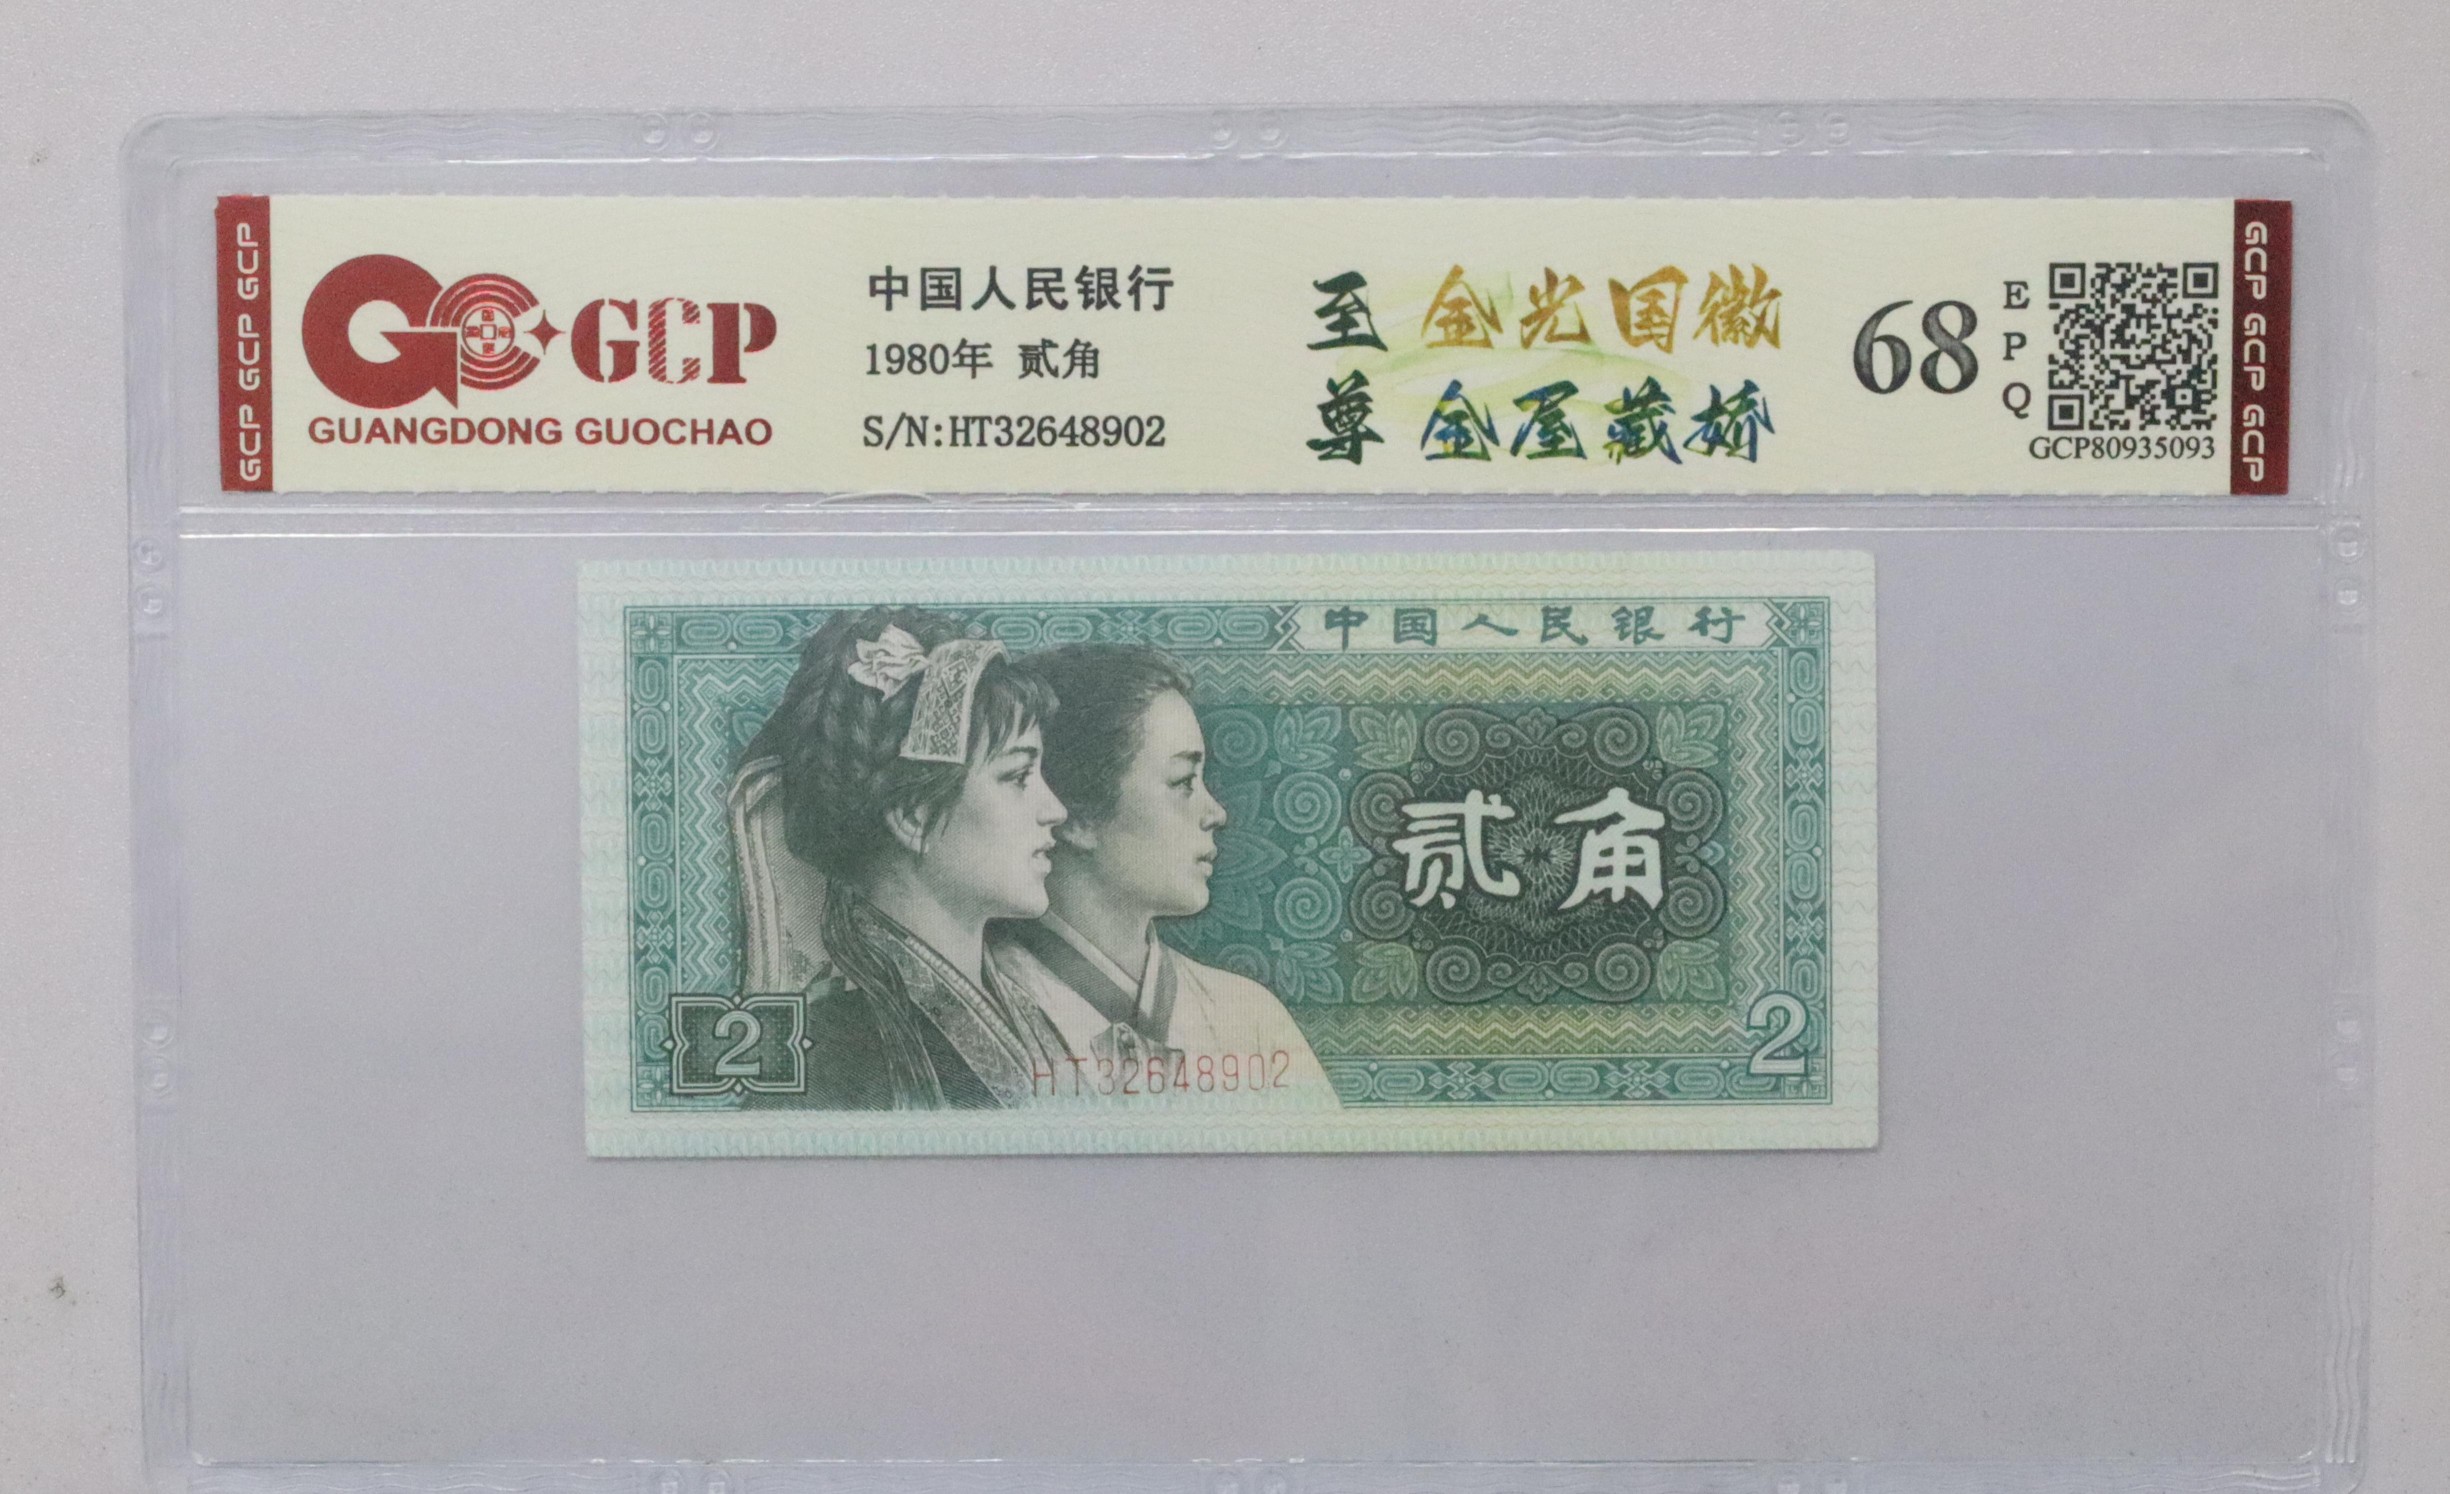 GCP GCP GCP
GCP
GUANGDONG GUOCHAO
中国人民银行
1980年 贰角
S/N:HT32648902
至尊
金光国徽
金屋藏娇
68
EPQ
GCP80935093
GCP GCP GCP
中国人民银行
贰角
2
HT32648902
2